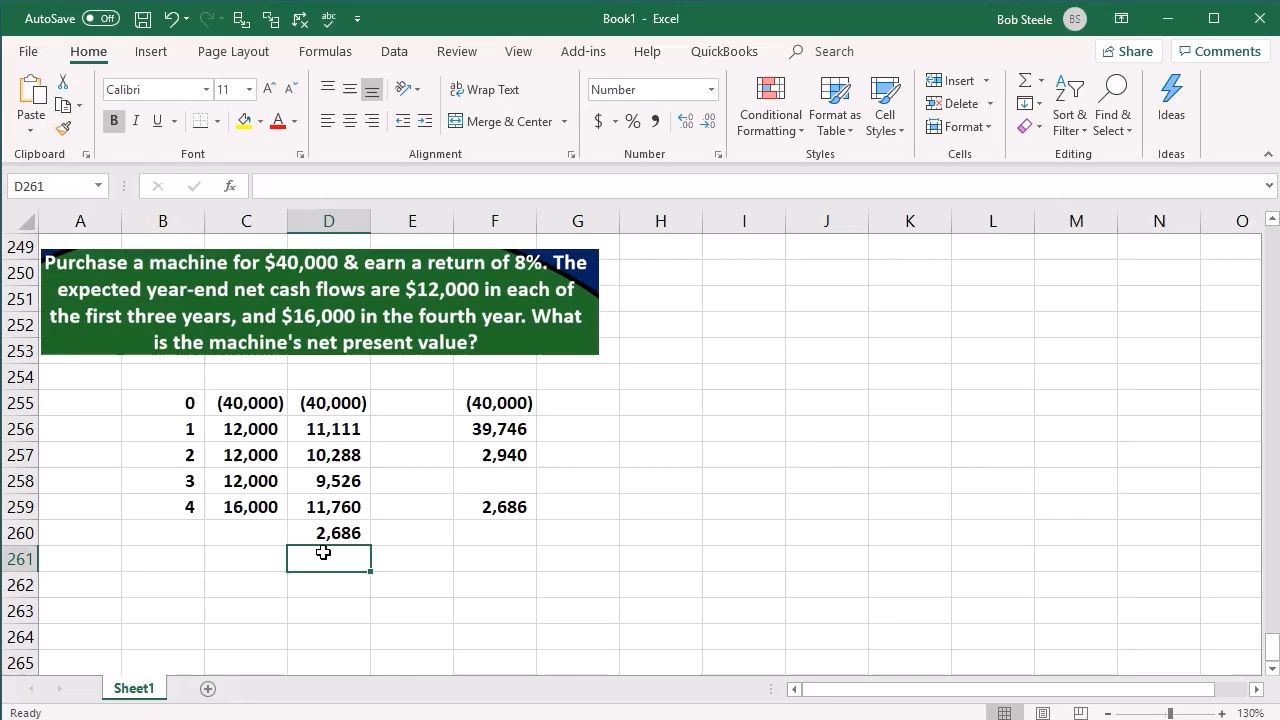 AutoSave Off Book1 - Excel Bob Steele BS
File Home Insert Page Layout Formulas Data Review View Add-ins Help QuickBooks Search Share Comments
Paste Calibri 11 A A Wrap Text Number Conditional Formatting Format as Table Cell Styles Insert Sort & Filter Find & Select Ideas
B I U A Merge & Center $ % Delete
Format
Clipboard Font Alignment Number Styles Cells Editing Ideas
D261 fx
A B C D E F G H I J K L M N O
249
250
251
252
253
Purchase a machine for $40,000 & earn a return of 8%. The
expected year-end net cash flows are $12,000 in each of
the first three years, and $16,000 in the fourth year. What
is the machine's net present value?
254
255 0 (40,000) (40,000) (40,000)
256 1 12,000 11,111 39,746
257 2 12,000 10,288 2,940
258 3 12,000 9,526
259 4 16,000 11,760 2,686
260 2,686
261
262
263
264
265
Sheet1
Ready 130%